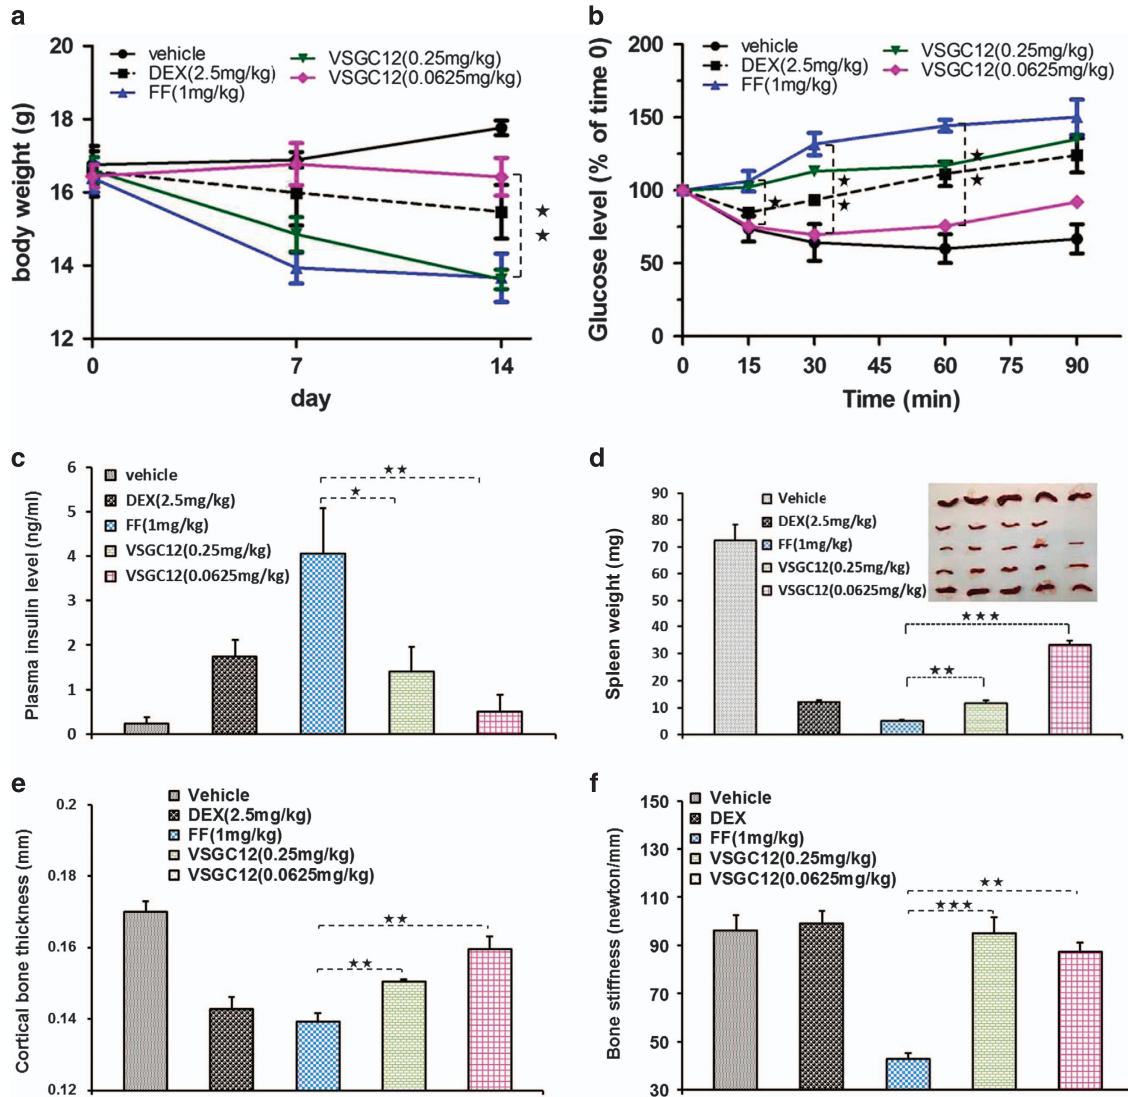 a
20
18
16
14
12
body weight (g)
vehicle
DEX(2.5mg/kg)
FF(1mg/kg)
VSGC12(0.25mg/kg)
VSGC12(0.0625mg/kg)
★
★
0
7
14
day
b
200
150
100
50
0
Glucose level (% of time 0)
vehicle
DEX(2.5mg/kg)
FF(1mg/kg)
VSGC12(0.25mg/kg)
VSGC12(0.0625mg/kg)
★
★
★
★
★
0
15
30
45
60
75
90
Time (min)
c
6
5
4
3
2
1
0
Plasma insulin level (ng/ml)
vehicle
DEX(2.5mg/kg)
FF(1mg/kg)
VSGC12(0.25mg/kg)
VSGC12(0.0625mg/kg)
★★
★
d
90
80
70
60
50
40
30
20
10
0
Spleen weight (mg)
Vehicle
DEX(2.5mg/kg)
FF(1mg/kg)
VSGC12(0.25mg/kg)
VSGC12(0.0625mg/kg)
★★★
★★
e
0.2
0.18
0.16
0.14
0.12
Cortical bone thickness (mm)
Vehicle
DEX(2.5mg/kg)
FF(1mg/kg)
VSGC12(0.25mg/kg)
VSGC12(0.0625mg/kg)
★★
★★
f
150
130
110
90
70
50
30
Bone stiffness (newton/mm)
Vehicle
DEX
FF(1mg/kg)
VSGC12(0.25mg/kg)
VSGC12(0.0625mg/kg)
★★
★★★